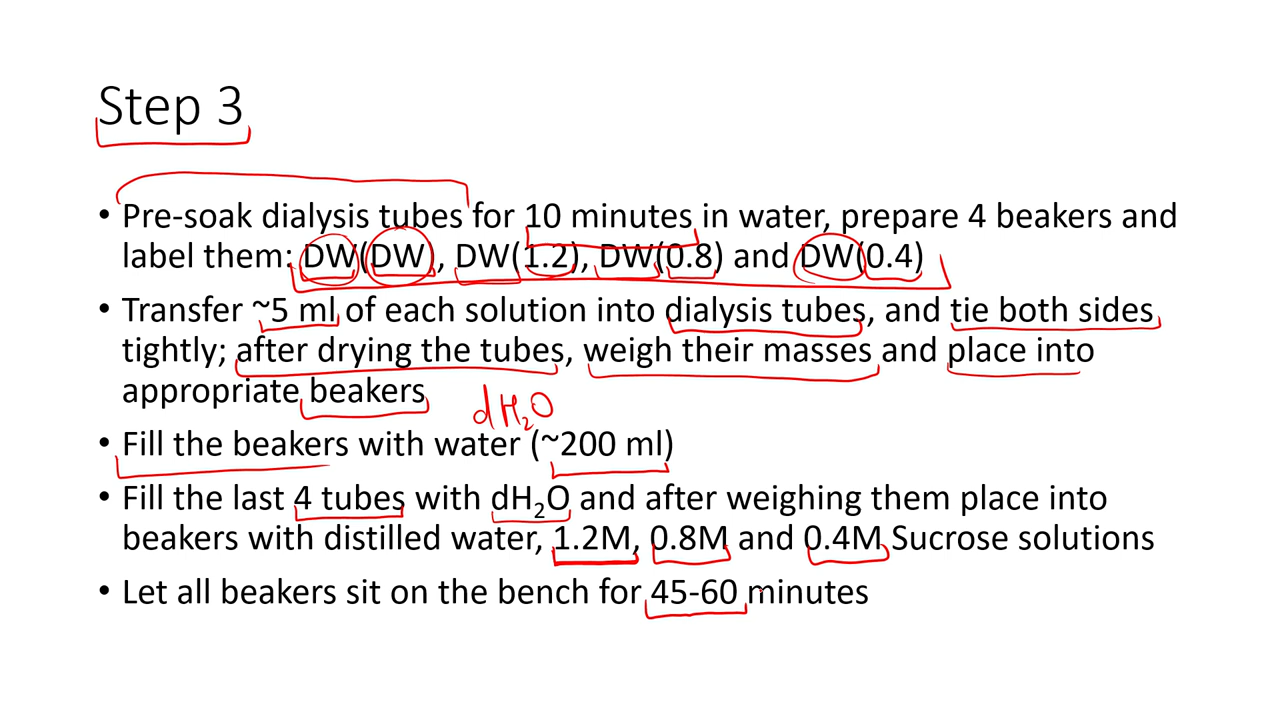 Step 3
• Pre-soak dialysis tubes for 10 minutes in water, prepare 4 beakers and
label them: DW(DW), DW(1.2), DW(0.8) and DW(0.4)
• Transfer ~5 ml of each solution into dialysis tubes, and tie both sides
tightly; after drying the tubes, weigh their masses and place into
appropriate beakers
dH₂O
• Fill the beakers with water (~200 ml)
• Fill the last 4 tubes with dH₂O and after weighing them place into
beakers with distilled water, 1.2M, 0.8M and 0.4M Sucrose solutions
• Let all beakers sit on the bench for 45-60 minutes